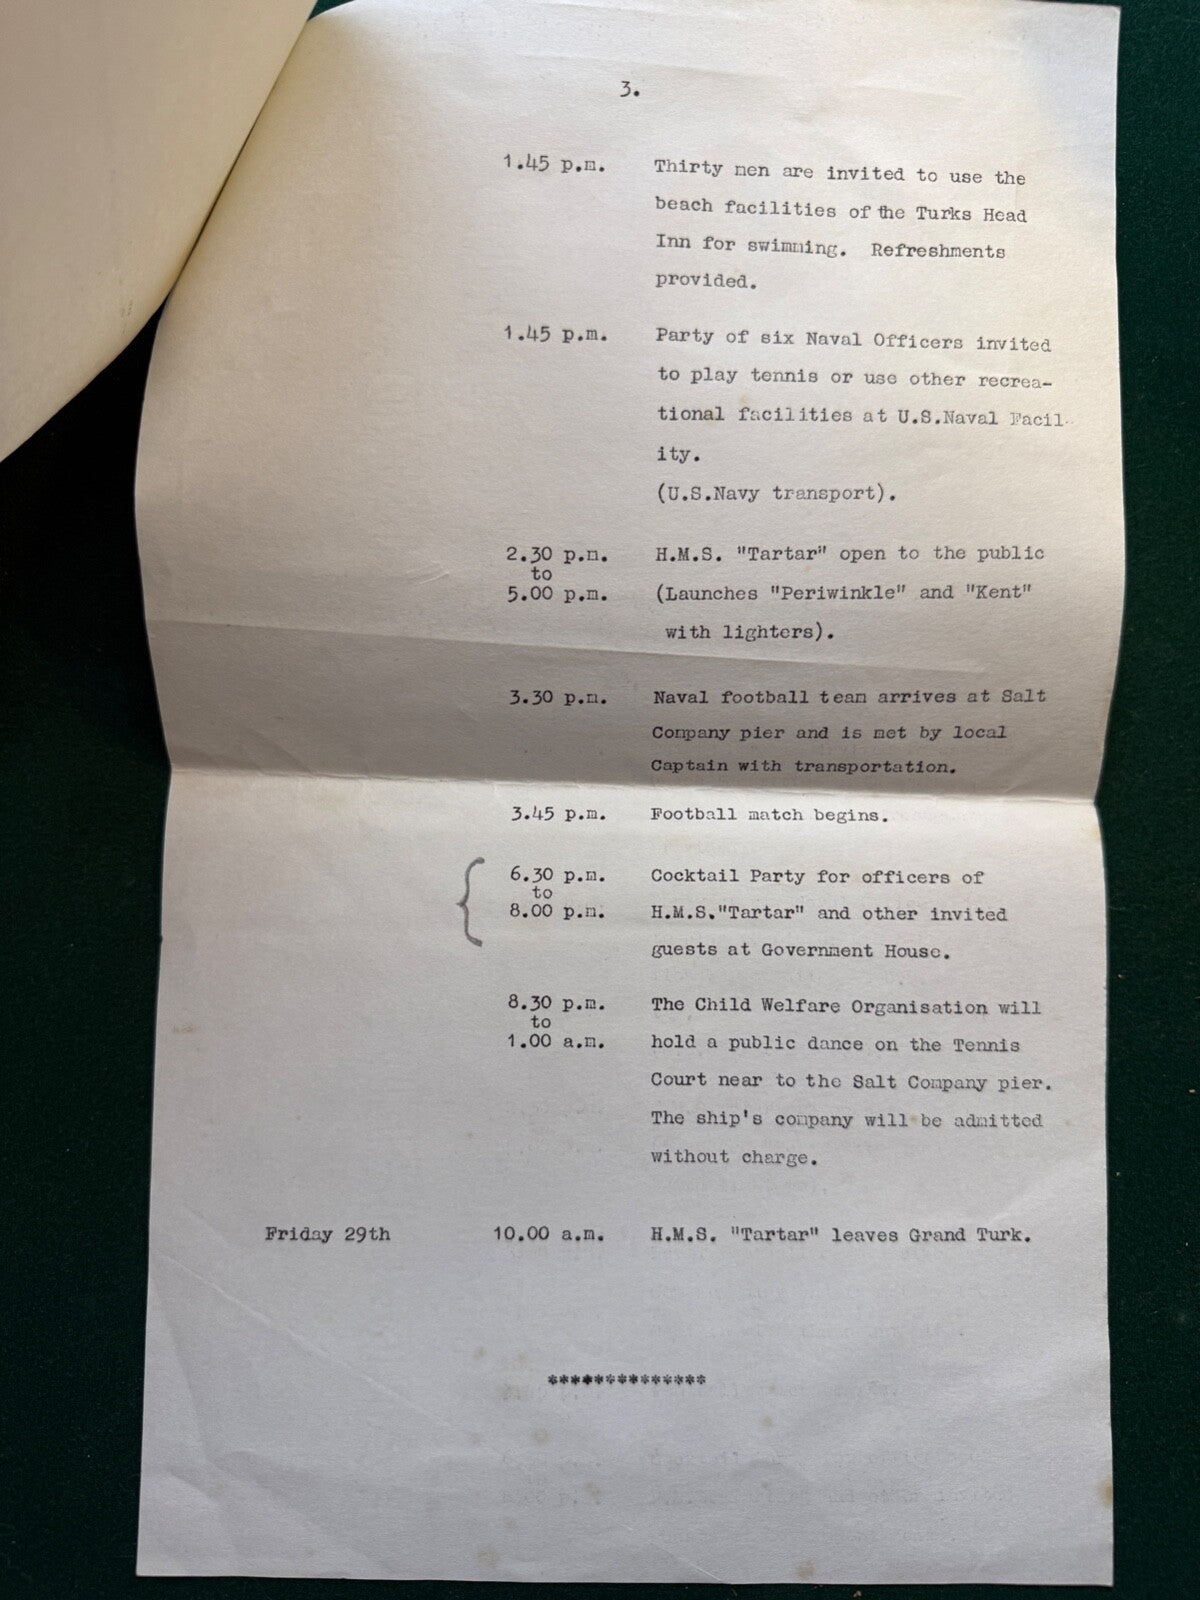 3.
1.45 p.m. Thirty men are invited to use the
beach facilities of the Turks Head
Inn for swimming. Refreshments
provided.
1.45 p.m. Party of six Naval Officers invited
to play tennis or use other recrea-
tional facilities at U.S.Naval Facil-
ity.
(U.S.Navy transport).
2.30 p.m. H.M.S. "Tartar" open to the public
to
5.00 p.m. (Launches "Periwinkle" and "Kent"
with lighters).
3.30 p.m. Naval football team arrives at Salt
Company pier and is met by local
Captain with transportation.
3.45 p.m. Football match begins.
6.30 p.m. Cocktail Party for officers of
to
8.00 p.m. H.M.S."Tartar" and other invited
guests at Government House.
8.30 p.m. The Child Welfare Organisation will
to
1.00 a.m. hold a public dance on the Tennis
Court near to the Salt Company pier.
The ship's company will be admitted
without charge.
Friday 29th 10.00 a.m. H.M.S. "Tartar" leaves Grand Turk.
**************